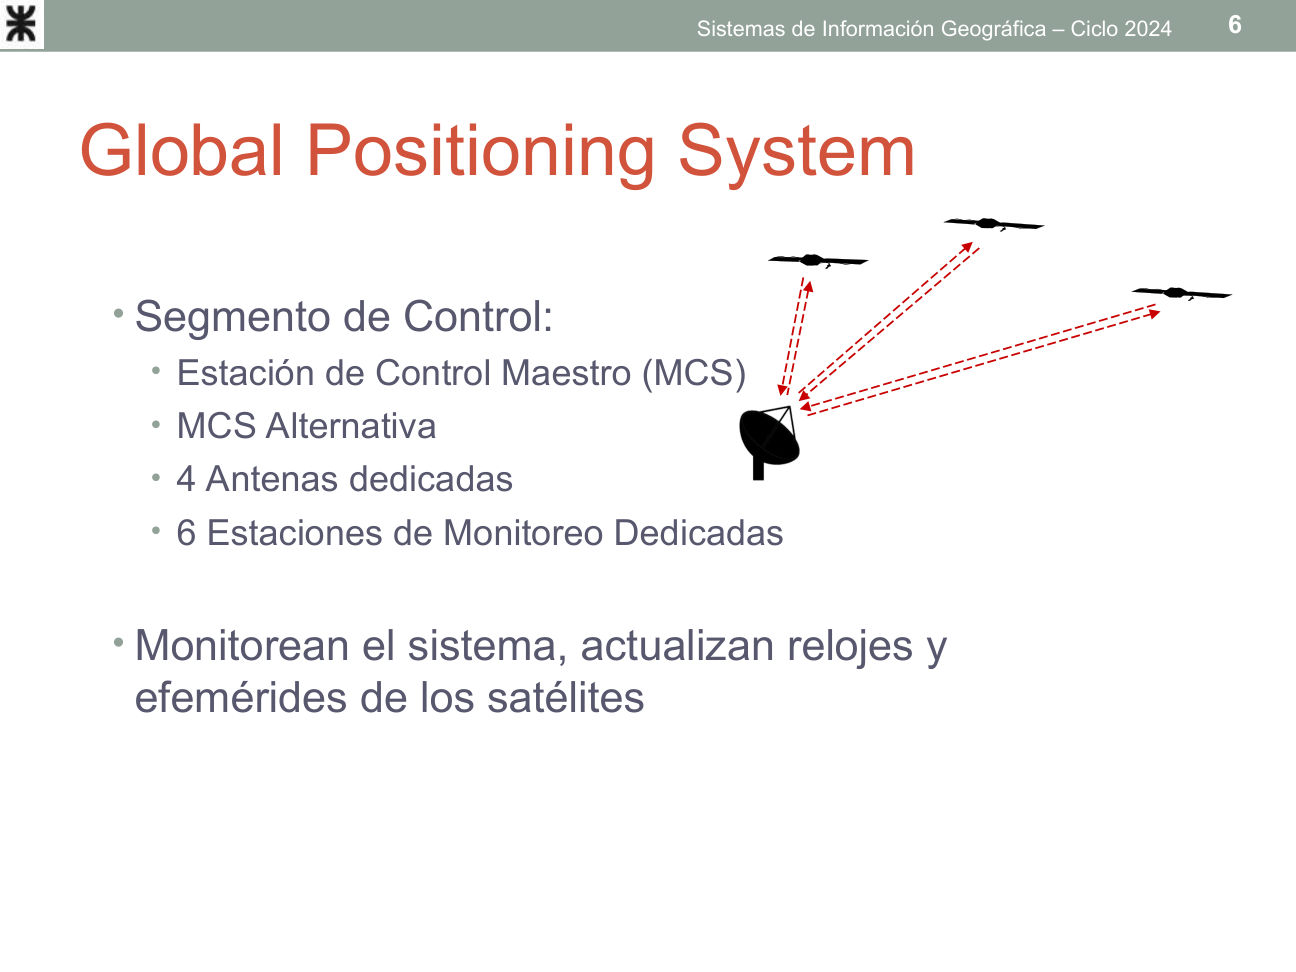 Sistemas de Información Geográfica – Ciclo 2024
6
Global Positioning System
• Segmento de Control:
• Estación de Control Maestro (MCS)
• MCS Alternativa
• 4 Antenas dedicadas
• 6 Estaciones de Monitoreo Dedicadas
• Monitorean el sistema, actualizan relojes y
efemérides de los satélites